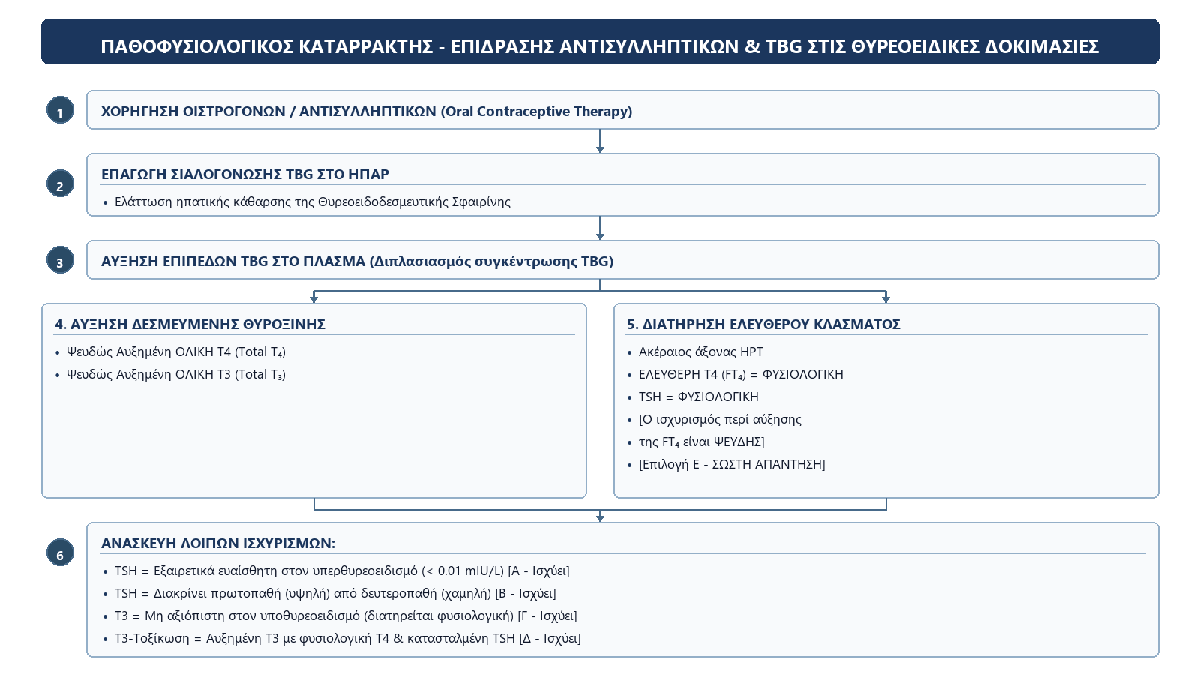 ΠΑΘΟΦΥΣΙΟΛΟΓΙΚΟΣ ΚΑΤΑΡΡΑΚΤΗΣ - ΕΠΙΔΡΑΣΗΣ ΑΝΤΙΣΥΛΛΗΠΤΙΚΩΝ & TBG ΣΤΙΣ ΘΥΡΕΟΕΙΔΙΚΕΣ ΔΟΚΙΜΑΣΙΕΣ
1
ΧΟΡΗΓΗΣΗ ΟΙΣΤΡΟΓΟΝΩΝ / ΑΝΤΙΣΥΛΛΗΠΤΙΚΩΝ (Oral Contraceptive Therapy)
2
ΕΠΑΓΩΓΗ ΣΙΑΛΟΓΟΝΩΣΗΣ TBG ΣΤΟ ΗΠΑΡ
• Ελάττωση ηπατικής κάθαρσης της Θυρεοειδοδεσμευτικής Σφαιρίνης
3
ΑΥΞΗΣΗ ΕΠΙΠΕΔΩΝ TBG ΣΤΟ ΠΛΑΣΜΑ (Διπλασιασμός συγκέντρωσης TBG)
4. ΑΥΞΗΣΗ ΔΕΣΜΕΥΜΕΝΗΣ ΘΥΡΟΞΙΝΗΣ
• Ψευδώς Αυξημένη ΟΛΙΚΗ Τ4 (Total T₄)
• Ψευδώς Αυξημένη ΟΛΙΚΗ Τ3 (Total T₃)
5. ΔΙΑΤΗΡΗΣΗ ΕΛΕΥΘΕΡΟΥ ΚΛΑΣΜΑΤΟΣ
• Ακέραιος άξονας HPT
• ΕΛΕΥΘΕΡΗ Τ4 (FT₄) = ΦΥΣΙΟΛΟΓΙΚΗ
• TSH = ΦΥΣΙΟΛΟΓΙΚΗ
• [Ο ισχυρισμός περί αύξησης
• της FT₄ είναι ΨΕΥΔΗΣ]
• [Επιλογή Ε - ΣΩΣΤΗ ΑΠΑΝΤΗΣΗ]
6
ΑΝΑΣΚΕΥΗ ΛΟΙΠΩΝ ΙΣΧΥΡΙΣΜΩΝ:
• TSH = Εξαιρετικά ευαίσθητη στον υπερθυρεοειδισμό (< 0.01 mIU/L) [Α - Ισχύει]
• TSH = Διακρίνει πρωτοπαθή (υψηλή) από δευτεροπαθή (χαμηλή) [Β - Ισχύει]
• T3 = Μη αξιόπιστη στον υποθυρεοειδισμό (διατηρείται φυσιολογική) [Γ - Ισχύει]
• T3-Τοξίκωση = Αυξημένη T3 με φυσιολογική T4 & κατασταλμένη TSH [Δ - Ισχύει]